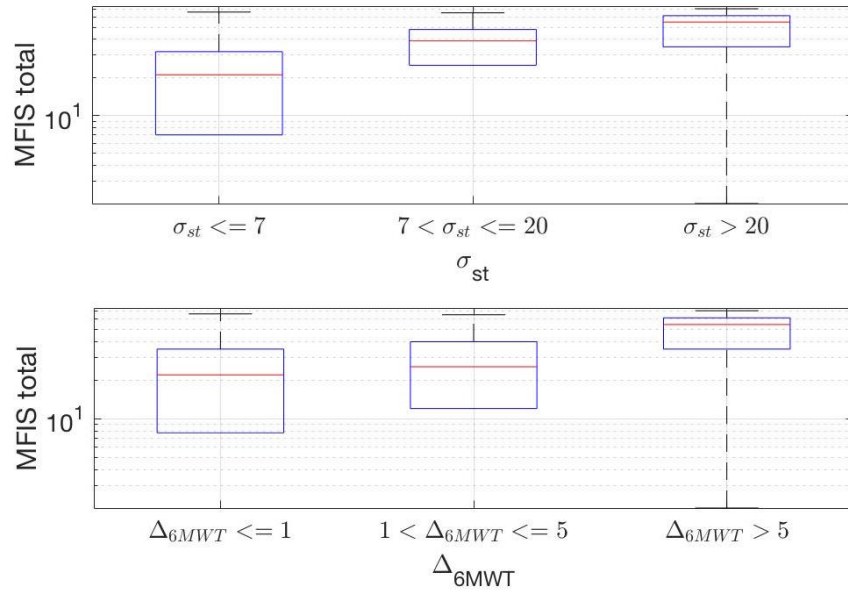 MFIS total
10^1
σ_st <= 7 7 < σ_st <= 20 σ_st > 20
σ_st
MFIS total
10^1
Δ_6MWT <= 1 1 < Δ_6MWT <= 5 Δ_6MWT > 5
Δ_6MWT